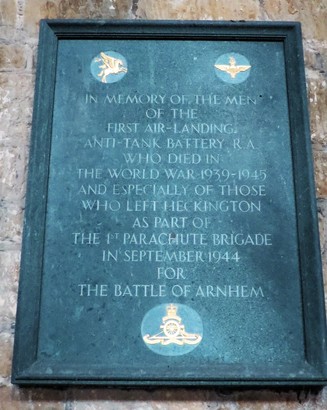 IN MEMORY OF THE MEN
OF THE
FIRST AIR-LANDING,
ANTI-TANK BATTERY, R.A.
WHO DIED IN
THE WORLD WAR 1939-1945
AND ESPECIALLY OF THOSE
WHO LEFT HECKINGTON
AS PART OF
THE 1ST PARACHUTE BRIGADE
IN SEPTEMBER 1944
FOR
THE BATTLE OF ARNHEM